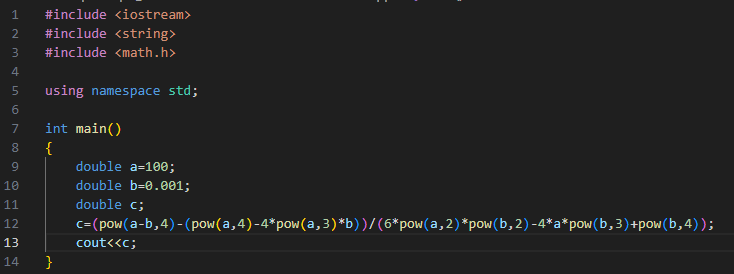 1 #include <iostream>
2 #include <string>
3 #include <math.h>
4
5 using namespace std;
6
7 int main()
8 {
9 double a=100;
10 double b=0.001;
11 double c;
12 c=(pow(a-b,4)-(pow(a,4)-4*pow(a,3)*b))/(6*pow(a,2)*pow(b,2)-4*a*pow(b,3)+pow(b,4));
13 cout<<c;
14 }